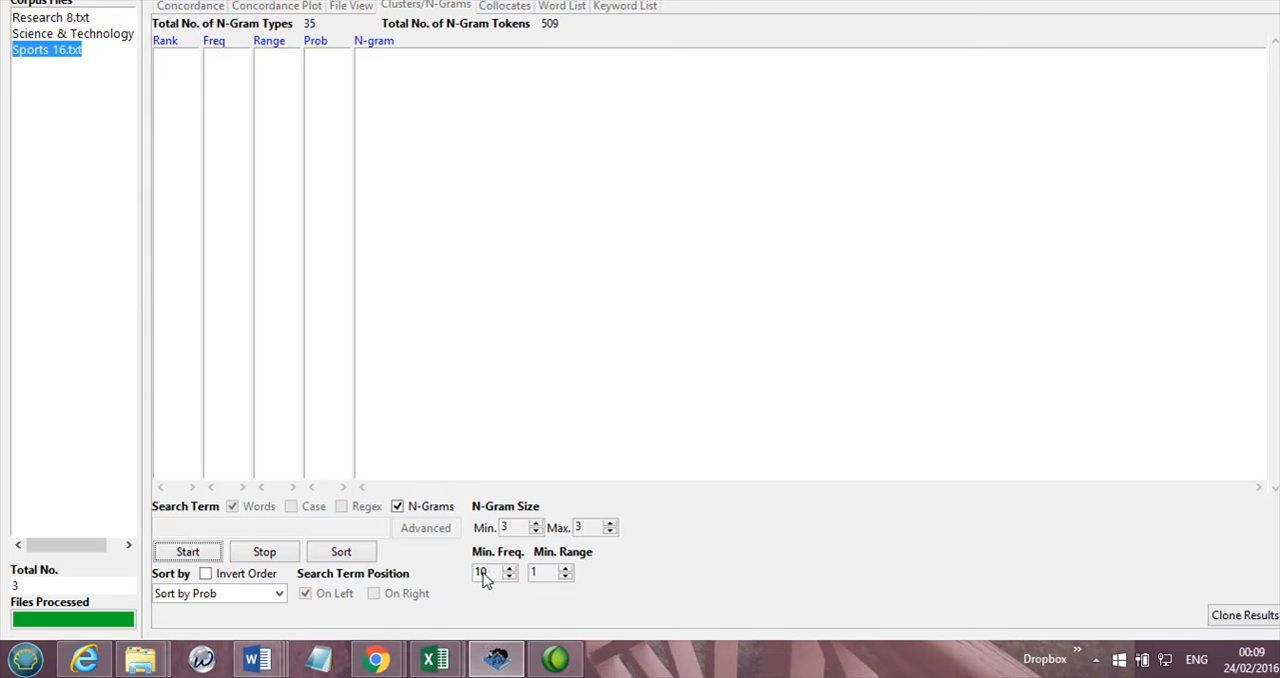 Corpus Files
Concordance Concordance Plot File View Clusters/N-Grams Collocates Word List Keyword List
Research 8.txt
Science & Technology
Sports 16.txt
Total No. of N-Gram Types 35 Total No. of N-Gram Tokens 509
Rank Freq Range Prob N-gram
Search Term Words Case Regex N-Grams N-Gram Size
Advanced Min. 3 Max. 3
Start Stop Sort Min. Freq. Min. Range
Sort by Invert Order Search Term Position 10 1
Sort by Prob On Left On Right
Total No.
3
Files Processed
Clone Results
Dropbox ENG 00:09
24/02/2016